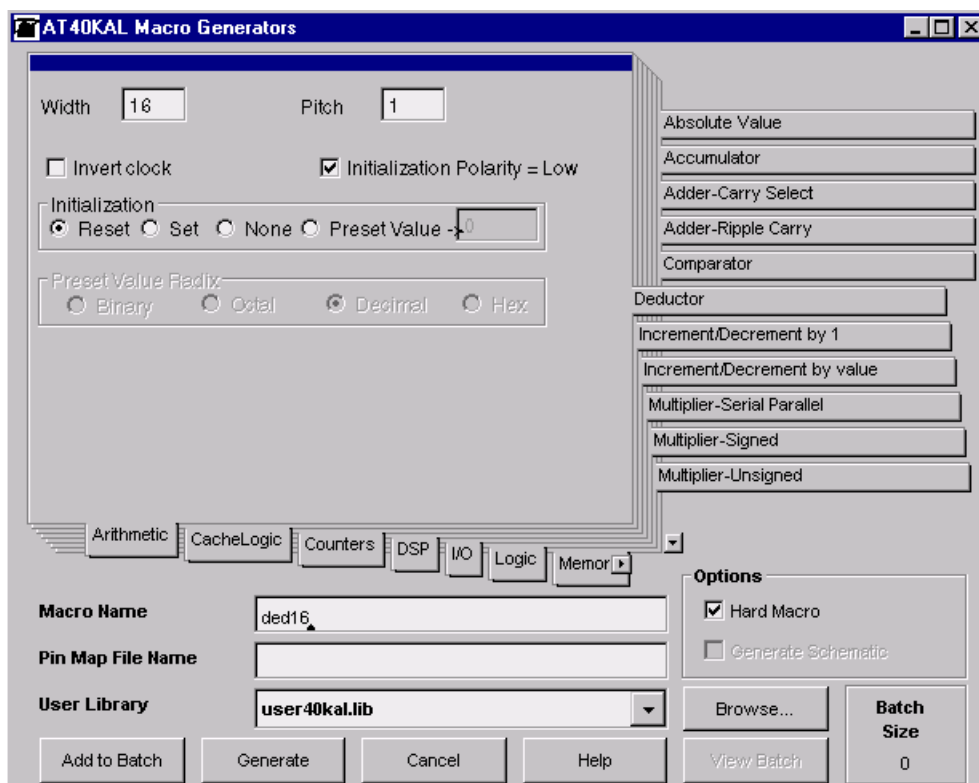 AT40KAL Macro Generators
Width 16 Pitch 1
Invert clock Initialization Polarity = Low
Initialization
Reset Set None Preset Value -> 0
Preset Value Radix
Binary Octal Decimal Hex
Absolute Value
Accumulator
Adder-Carry Select
Adder-Ripple Carry
Comparator
Deductor
Increment/Decrement by 1
Increment/Decrement by value
Multiplier-Serial Parallel
Multiplier-Signed
Multiplier-Unsigned
Arithmetic CacheLogic Counters DSP I/O Logic Memor
Options
Hard Macro
Generate Schematic
Macro Name ded16
Pin Map File Name
User Library user40kal.lib
Browse...
Batch
Size
0
Add to Batch Generate Cancel Help View Batch